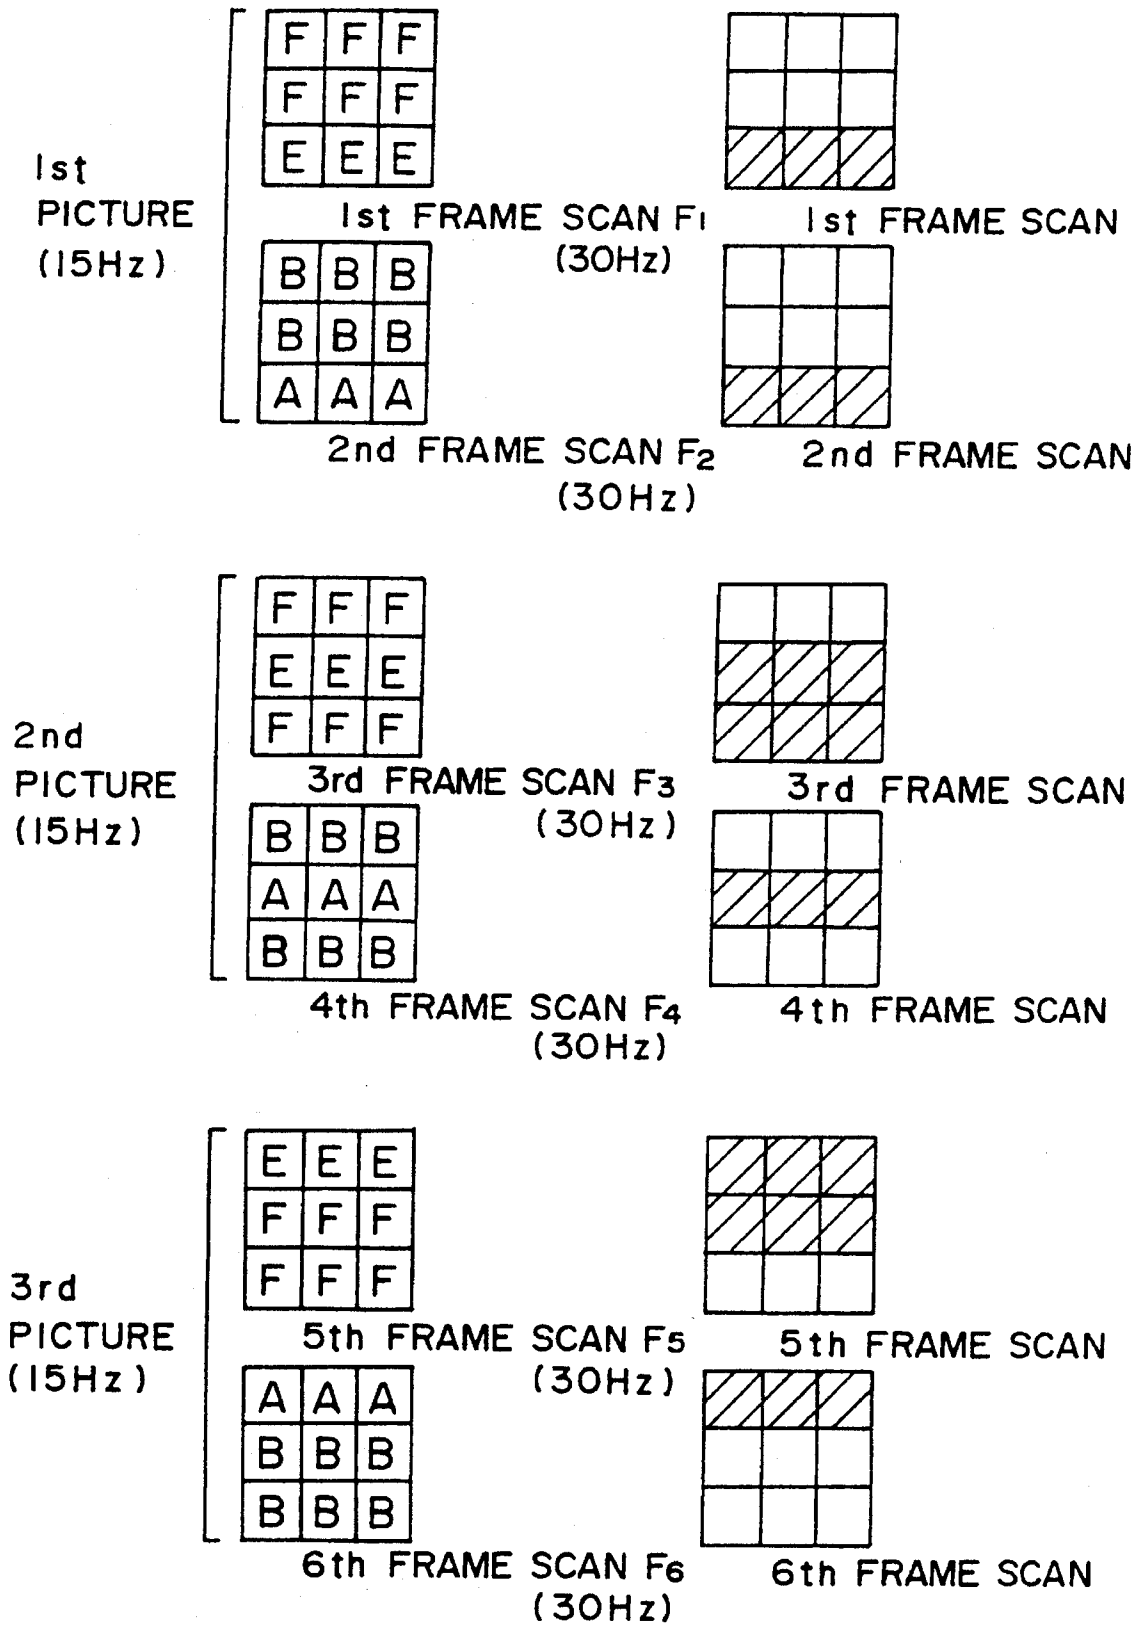 1st
PICTURE
(15Hz)
F F F
F F F
E E E
1st FRAME SCAN F1
(30Hz)
1st FRAME SCAN
B B B
B B B
A A A
2nd FRAME SCAN F2
(30Hz)
2nd FRAME SCAN
2nd
PICTURE
(15Hz)
F F F
E E E
F F F
3rd FRAME SCAN F3
(30Hz)
3rd FRAME SCAN
B B B
A A A
B B B
4th FRAME SCAN F4
(30Hz)
4th FRAME SCAN
3rd
PICTURE
(15Hz)
E E E
F F F
F F F
5th FRAME SCAN F5
(30Hz)
5th FRAME SCAN
A A A
B B B
B B B
6th FRAME SCAN F6
(30Hz)
6th FRAME SCAN